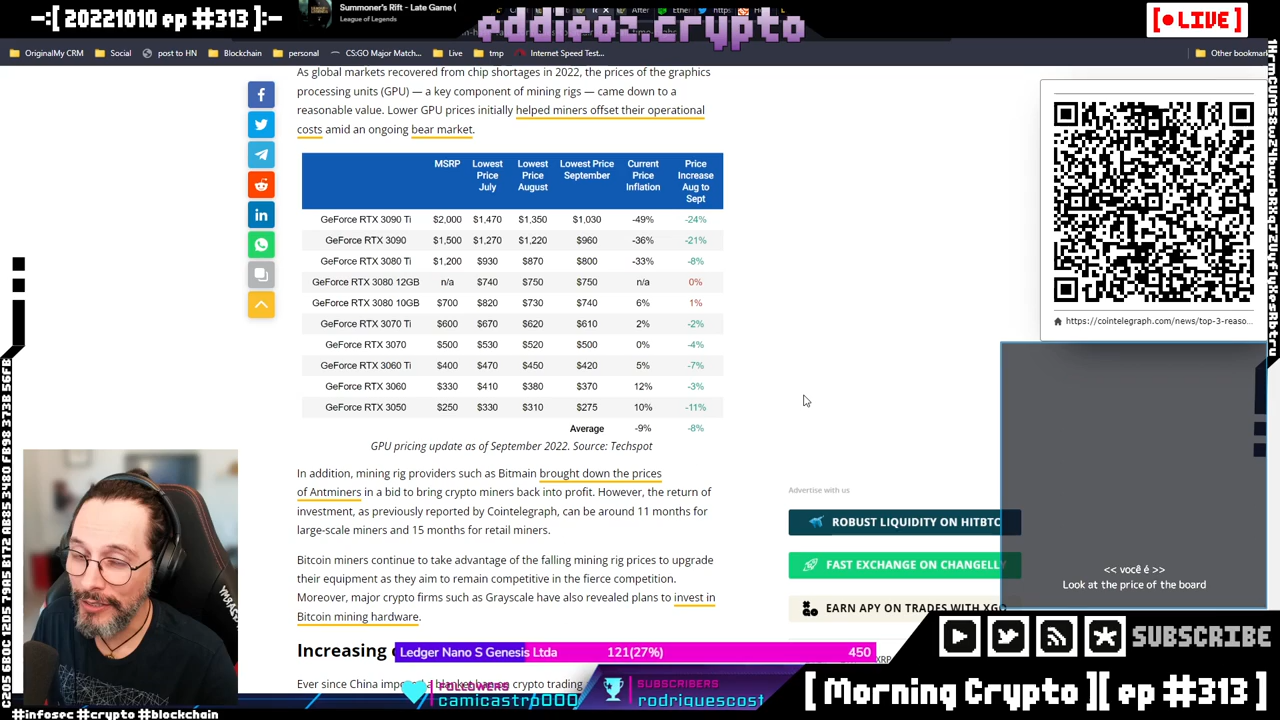 -:[ 20221010 ep #313 ]:-
Summoner's Rift - Late Game (
League of Legends
eddieoz.crypto
[ LIVE ]
OriginalMy CRM
Social
post to HN
Blockchain
personal
CS:GO Major Match...
Live
tmp
Internet Speed Test...
Other bookmar
As global markets recovered from chip shortages in 2022, the prices of the graphics
processing units (GPU) — a key component of mining rigs — came down to a
reasonable value. Lower GPU prices initially helped miners offset their operational
costs amid an ongoing bear market.
MSRP Lowest Price July Lowest Price August Lowest Price September Current Price Inflation Price Increase Aug to Sept
GeForce RTX 3090 Ti $2,000 $1,470 $1,350 $1,030 -49% -24%
GeForce RTX 3090 $1,500 $1,270 $1,220 $960 -36% -21%
GeForce RTX 3080 Ti $1,200 $930 $870 $800 -33% -8%
GeForce RTX 3080 12GB n/a $740 $750 $750 n/a 0%
GeForce RTX 3080 10GB $700 $820 $730 $740 6% 1%
GeForce RTX 3070 Ti $600 $670 $620 $610 2% -2%
GeForce RTX 3070 $500 $530 $520 $500 0% -4%
GeForce RTX 3060 Ti $400 $470 $450 $420 5% -7%
GeForce RTX 3060 $330 $410 $380 $370 12% -3%
GeForce RTX 3050 $250 $330 $310 $275 10% -11%
Average -9% -8%
GPU pricing update as of September 2022. Source: Techspot
In addition, mining rig providers such as Bitmain brought down the prices
of Antminers in a bid to bring crypto miners back into profit. However, the return of
investment, as previously reported by Cointelegraph, can be around 11 months for
large-scale miners and 15 months for retail miners.
Bitcoin miners continue to take advantage of the falling mining rig prices to upgrade
their equipment as they aim to remain competitive in the fierce competition.
Moreover, major crypto firms such as Grayscale have also revealed plans to invest in
Bitcoin mining hardware.
Increasing
Ever since China
crypto trading
https://cointelegraph.com/news/top-3-reaso...
Advertise with us
ROBUST LIQUIDITY ON HITBTC
FAST EXCHANGE ON CHANGELLY
EARN APY ON TRADES WITH XGO
<< você é >>
Look at the price of the board
SUBSCRIBE
Ledger Nano S Genesis Ltda 121(27%) 450
FOLLOWERS
camicastro000
SUBSCRIBERS
rodriguescost
[ Morning Crypto ][ ep #313 ]
#infosec #crypto #blockchain